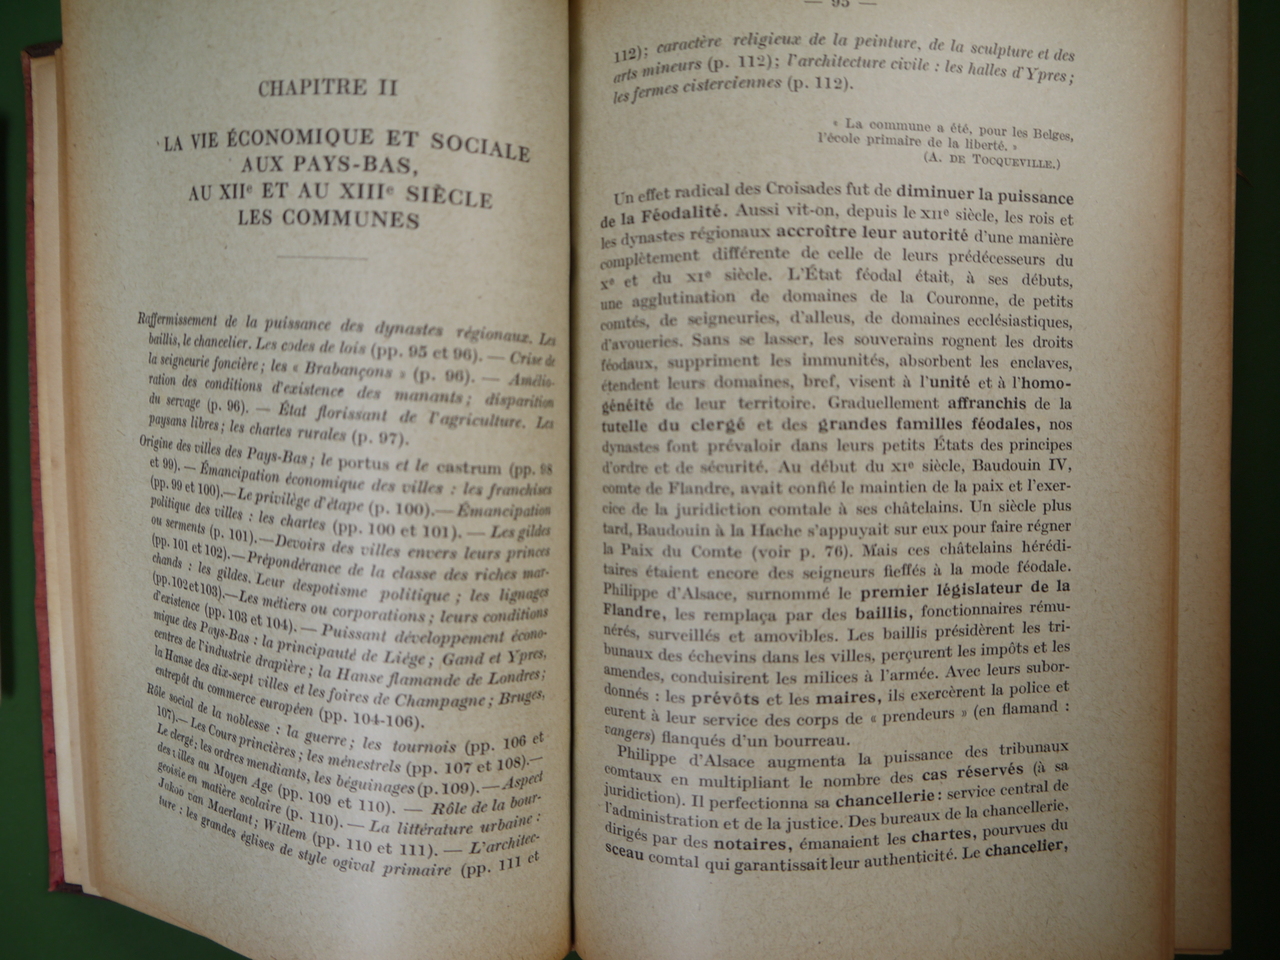 CHAPITRE II
LA VIE ÉCONOMIQUE ET SOCIALE
AUX PAYS-BAS,
AU XIIe ET AU XIIIe SIÈCLE
LES COMMUNES
Raffermissement de la puissance des dynastes régionaux. Les
baillis, le chancelier. Les codes de lois (pp. 95 et 96). — Crise de
la seigneurie foncière ; les « Brabançons » (p. 96). — Amélio-
ration des conditions d'existence des manants ; disparition
du servage (p. 96). — État florissant de l'agriculture. Les
paysans libres ; les chartes rurales (p. 97).
Origine des villes des Pays-Bas ; le portus et le castrum (pp. 98
et 99). — Émancipation économique des villes : les franchises
(pp. 99 et 100). — Le privilège d'étape (p. 100). — Émancipation
politique des villes : les chartes (pp. 100 et 101). — Les gildes
ou serments (p. 101). — Devoirs des villes envers leurs princes
(pp. 101 et 102). — Prépondérance de la classe des riches mar-
chands : les gildes. Leur despotisme politique ; les lignages
(pp. 102 et 103). — Les métiers ou corporations ; leurs conditions
d'existence (pp. 103 et 104). — Puissant développement écono-
mique des Pays-Bas : la principauté de Liége ; Gand et Ypres,
centres de l'industrie drapière ; la Hanse flamande de Londres ;
la Hanse des dix-sept villes et les foires de Champagne ; Bruges,
entrepôt du commerce européen (pp. 104-106).
Rôle social de la noblesse : la guerre ; les tournois (pp. 106 et
107). — Les Cours princières ; les ménestrels (pp. 107 et 108). —
Le clergé ; les ordres mendiants, les béguinages (p. 109). — Aspect
des villes au Moyen Age (pp. 109 et 110). — Rôle de la bour-
geoisie en matière scolaire (p. 110). — La littérature urbaine :
Jakob van Maerlant ; Willem (pp. 110 et 111). — L'architec-
ture : les grandes églises de style ogival primaire (pp. 111 et
— 95 —
112) ; caractère religieux de la peinture, de la sculpture et des
arts mineurs (p. 112) ; l'architecture civile : les halles d'Ypres ;
les fermes cisterciennes (p. 112).
« La commune a été, pour les Belges,
l'école primaire de la liberté. »
(A. DE TOCQUEVILLE.)
Un effet radical des Croisades fut de diminuer la puissance
de la Féodalité. Aussi vit-on, depuis le XIIe siècle, les rois et
les dynastes régionaux accroître leur autorité d'une manière
complètement différente de celle de leurs prédécesseurs du
Xe et du XIe siècle. L'État féodal était, à ses débuts,
une agglutination de domaines de la Couronne, de petits
comtés, de seigneuries, d'alleus, de domaines ecclésiastiques,
d'avoueries. Sans se lasser, les souverains rognent les droits
féodaux, suppriment les immunités, absorbent les enclaves,
étendent leurs domaines, bref, visent à l'unité et à l'homo-
généité de leur territoire. Graduellement affranchis de la
tutelle du clergé et des grandes familles féodales, nos
dynastes font prévaloir dans leurs petits États des principes
d'ordre et de sécurité. Au début du XIe siècle, Baudouin IV,
comte de Flandre, avait confié le maintien de la paix et l'exer-
cice de la juridiction comtale à ses châtelains. Un siècle plus
tard, Baudouin à la Hache s'appuyait sur eux pour faire régner
la Paix du Comte (voir p. 76). Mais ces châtelains hérédi-
taires étaient encore des seigneurs fieffés à la mode féodale.
Philippe d'Alsace, surnommé le premier législateur de la
Flandre, les remplaça par des baillis, fonctionnaires rému-
nérés, surveillés et amovibles. Les baillis présidèrent les tri-
bunaux des échevins dans les villes, perçurent les impôts et les
amendes, conduisirent les milices à l'armée. Avec leurs subor-
donnés : les prévôts et les maires, ils exercèrent la police et
eurent à leur service des corps de « prendeurs » (en flamand :
vangers) flanqués d'un bourreau.
Philippe d'Alsace augmenta la puissance des tribunaux
comtaux en multipliant le nombre des cas réservés (à sa
juridiction). Il perfectionna sa chancellerie : service central de
l'administration et de la justice. Des bureaux de la chancellerie,
dirigés par des notaires, émanaient les chartes, pourvues du
sceau comtal qui garantissait leur authenticité. Le chancelier,